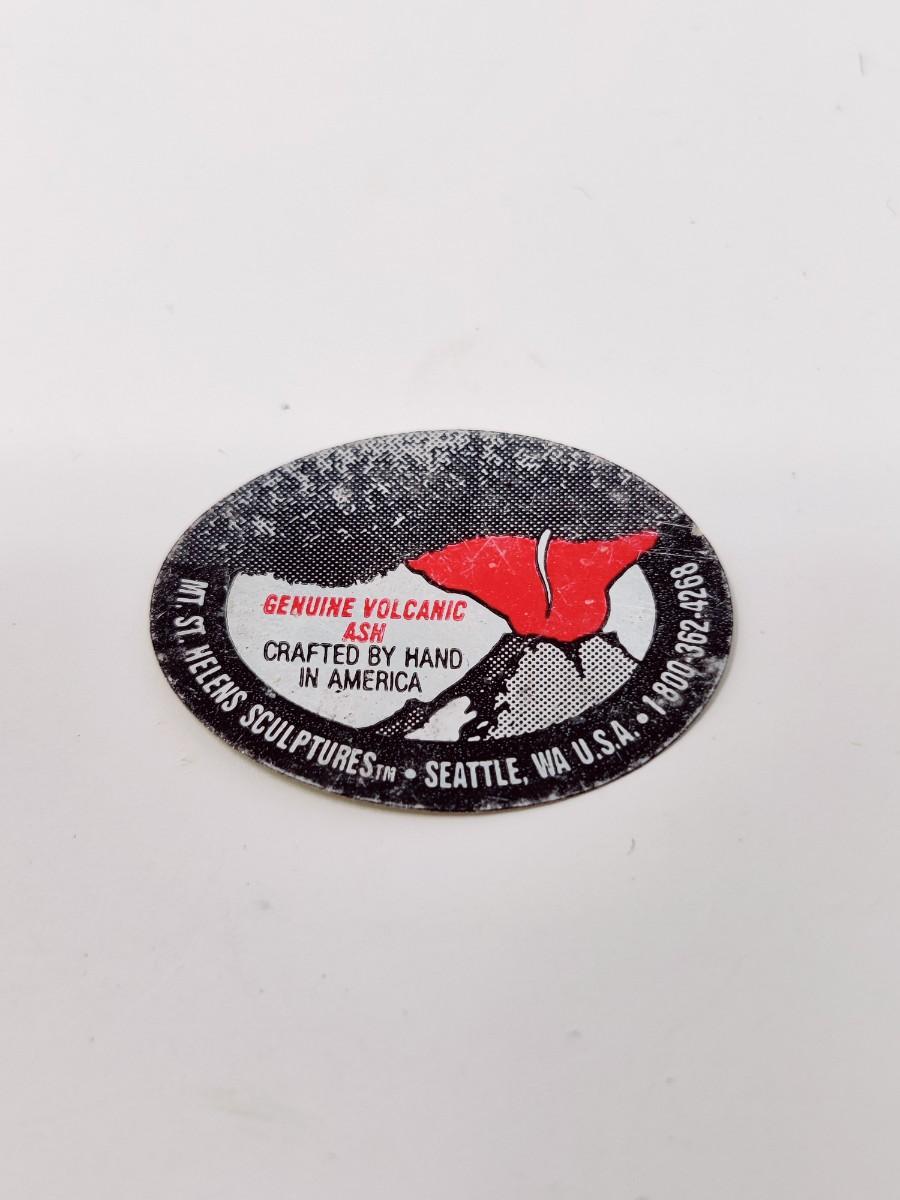 GENUINE VOLCANIC
ASH
CRAFTED BY HAND
IN AMERICA
MT. ST. HELENS SCULPTURES™ • SEATTLE, WA U.S.A. • 1-800-362-4268